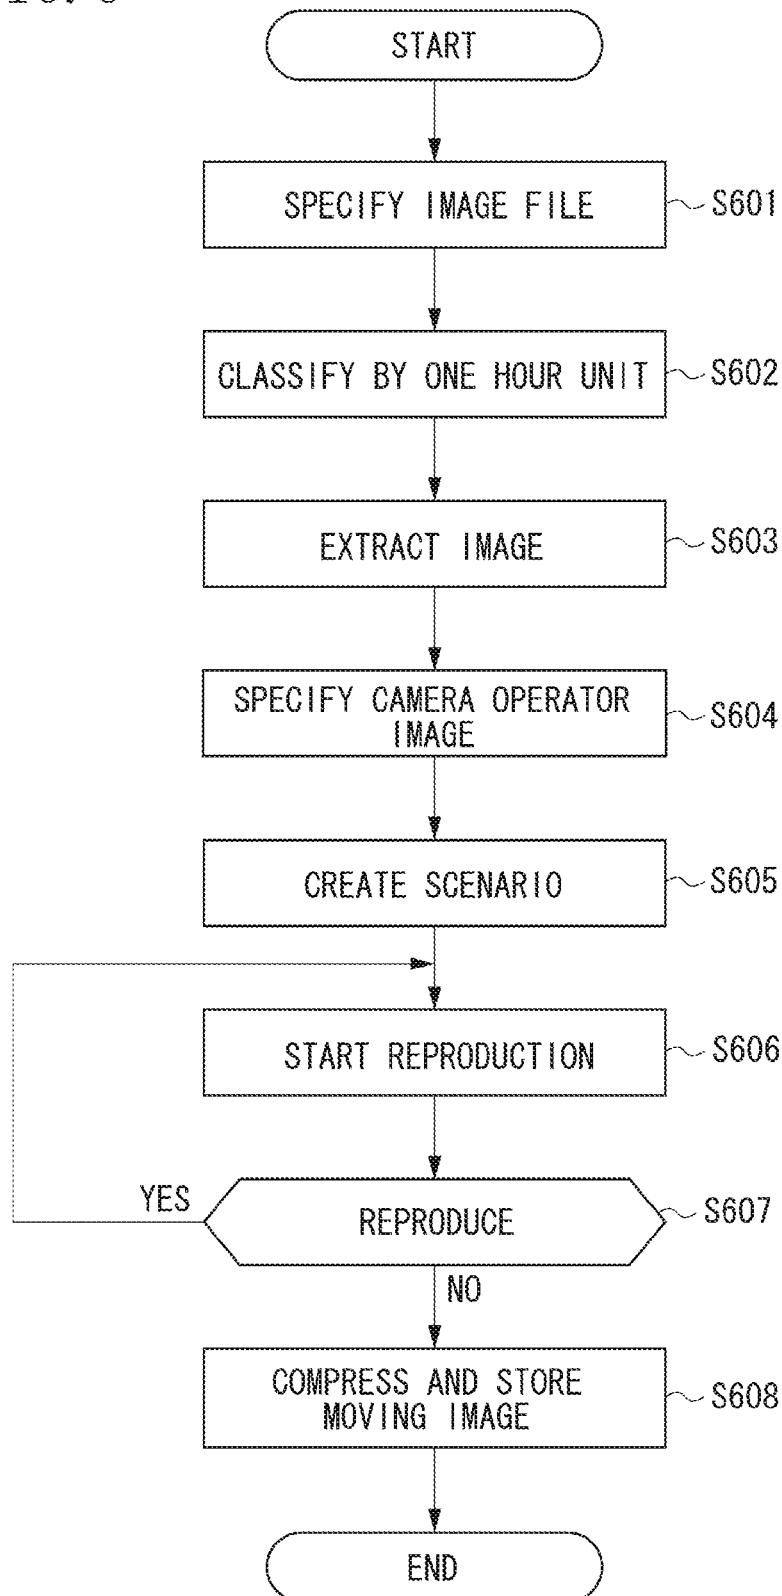 START
SPECIFY IMAGE FILE
S601
CLASSIFY BY ONE HOUR UNIT
S602
EXTRACT IMAGE
S603
SPECIFY CAMERA OPERATOR
IMAGE
S604
CREATE SCENARIO
S605
START REPRODUCTION
S606
YES
REPRODUCE
S607
NO
COMPRESS AND STORE
MOVING IMAGE
S608
END